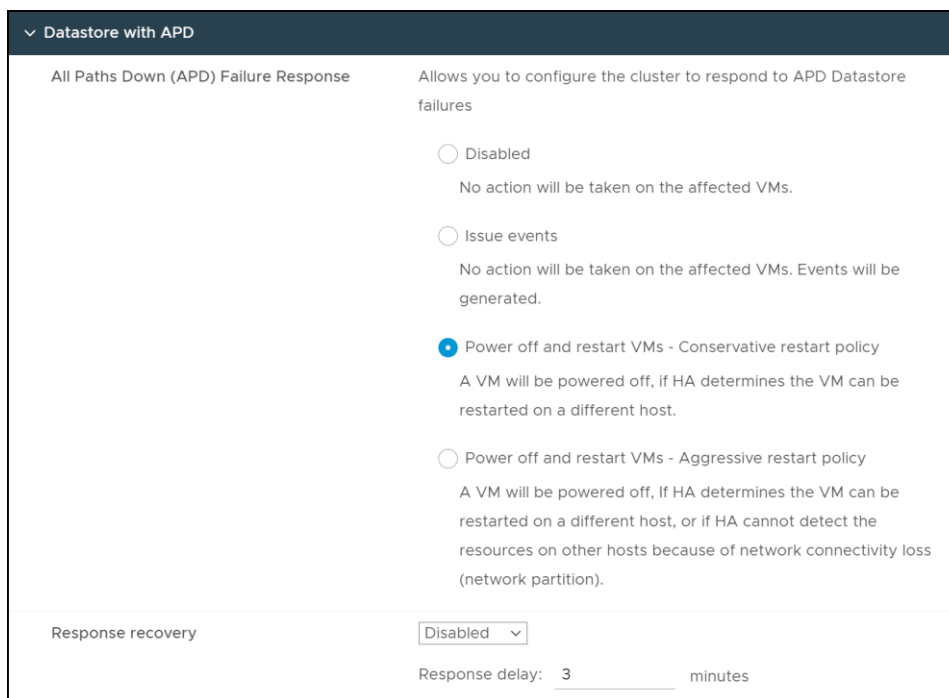 Datastore with APD
All Paths Down (APD) Failure Response
Allows you to configure the cluster to respond to APD Datastore
failures
Disabled
No action will be taken on the affected VMs.
Issue events
No action will be taken on the affected VMs. Events will be
generated.
Power off and restart VMs - Conservative restart policy
A VM will be powered off, if HA determines the VM can be
restarted on a different host.
Power off and restart VMs - Aggressive restart policy
A VM will be powered off, If HA determines the VM can be
restarted on a different host, or if HA cannot detect the
resources on other hosts because of network connectivity loss
(network partition).
Response recovery
Disabled
Response delay: 3 minutes